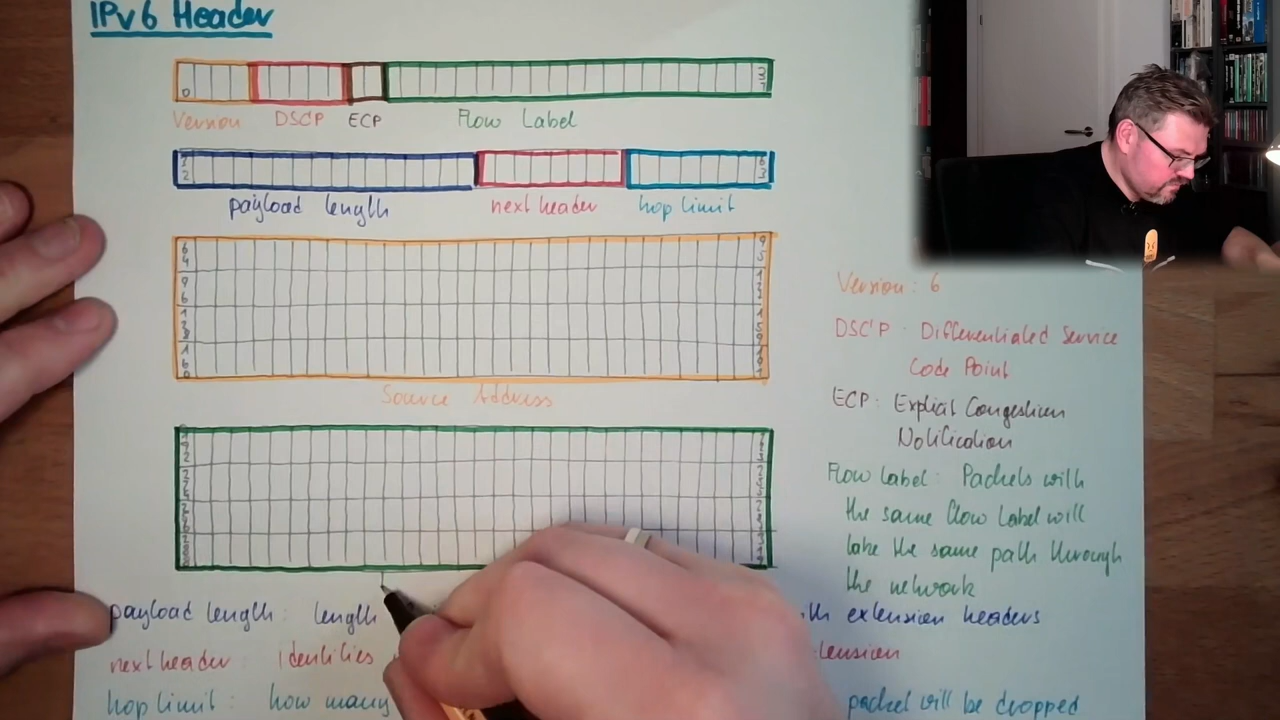 IPv6 Header
Version DSCP ECP Flow Label
payload length next header hop limit
Source Address
Version: 6
DSCP: Differentiated Service
Code Point
ECP: Explicit Congestion
Notification
Flow Label: Packets with
the same flow Label will
take the same path through
the network
payload length: length
th extension headers
next header: Identifies
tension
hop limit: how many
packet will be dropped